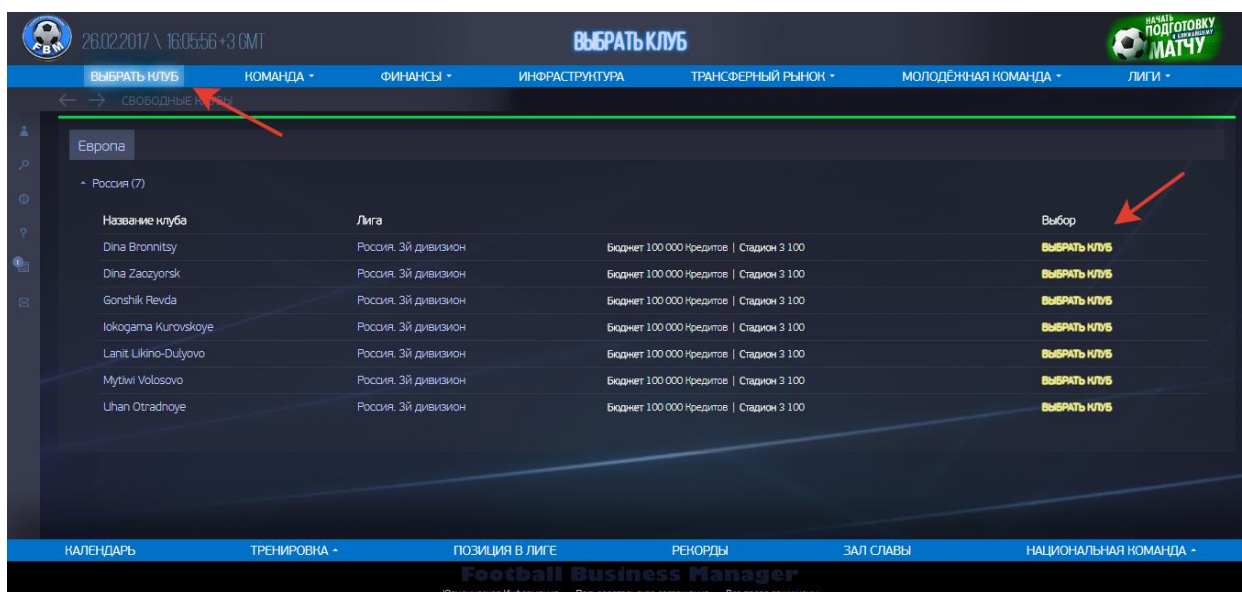 FBM
26.02.2017 \ 16:05:56 +3 GMT
ВЫБРАТЬ КЛУБ
НАЧАТЬ
ПОДГОТОВКУ
К БЛИЖАЙШЕМУ
МАТЧУ
ВЫБРАТЬ КЛУБ КОМАНДА ФИНАНСЫ ИНФРАСТРУКТУРА ТРАНСФЕРНЫЙ РЫНОК МОЛОДЁЖНАЯ КОМАНДА ЛИГИ
СВОБОДНЫЕ КЛУБЫ
Европа
Россия (7)
Название клуба Лига Выбор
Dina Bronnitsy Россия. 3й дивизион Бюджет 100 000 Кредитов | Стадион 3 100 ВЫБРАТЬ КЛУБ
Dina Zaozyorsk Россия. 3й дивизион Бюджет 100 000 Кредитов | Стадион 3 100 ВЫБРАТЬ КЛУБ
Gonshik Revda Россия. 3й дивизион Бюджет 100 000 Кредитов | Стадион 3 100 ВЫБРАТЬ КЛУБ
Iokogama Kurovskoye Россия. 3й дивизион Бюджет 100 000 Кредитов | Стадион 3 100 ВЫБРАТЬ КЛУБ
Lanit Likino-Dulyovo Россия. 3й дивизион Бюджет 100 000 Кредитов | Стадион 3 100 ВЫБРАТЬ КЛУБ
Mytiwi Volosovo Россия. 3й дивизион Бюджет 100 000 Кредитов | Стадион 3 100 ВЫБРАТЬ КЛУБ
Uhan Otradnoye Россия. 3й дивизион Бюджет 100 000 Кредитов | Стадион 3 100 ВЫБРАТЬ КЛУБ
КАЛЕНДАРЬ ТРЕНИРОВКА ПОЗИЦИЯ В ЛИГЕ РЕКОРДЫ ЗАЛ СЛАВЫ НАЦИОНАЛЬНАЯ КОМАНДА
Football Business Manager